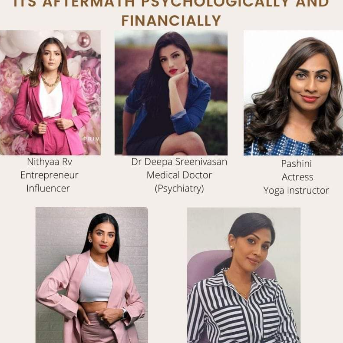 ITS AFTERMATH PSYCHOLOGICALLY AND
FINANCIALLY
Nithyaa Rv
Entrepreneur
Influencer
Dr Deepa Sreenivasan
Medical Doctor
(Psychiatry)
Pashini
Actress
Yoga instructor